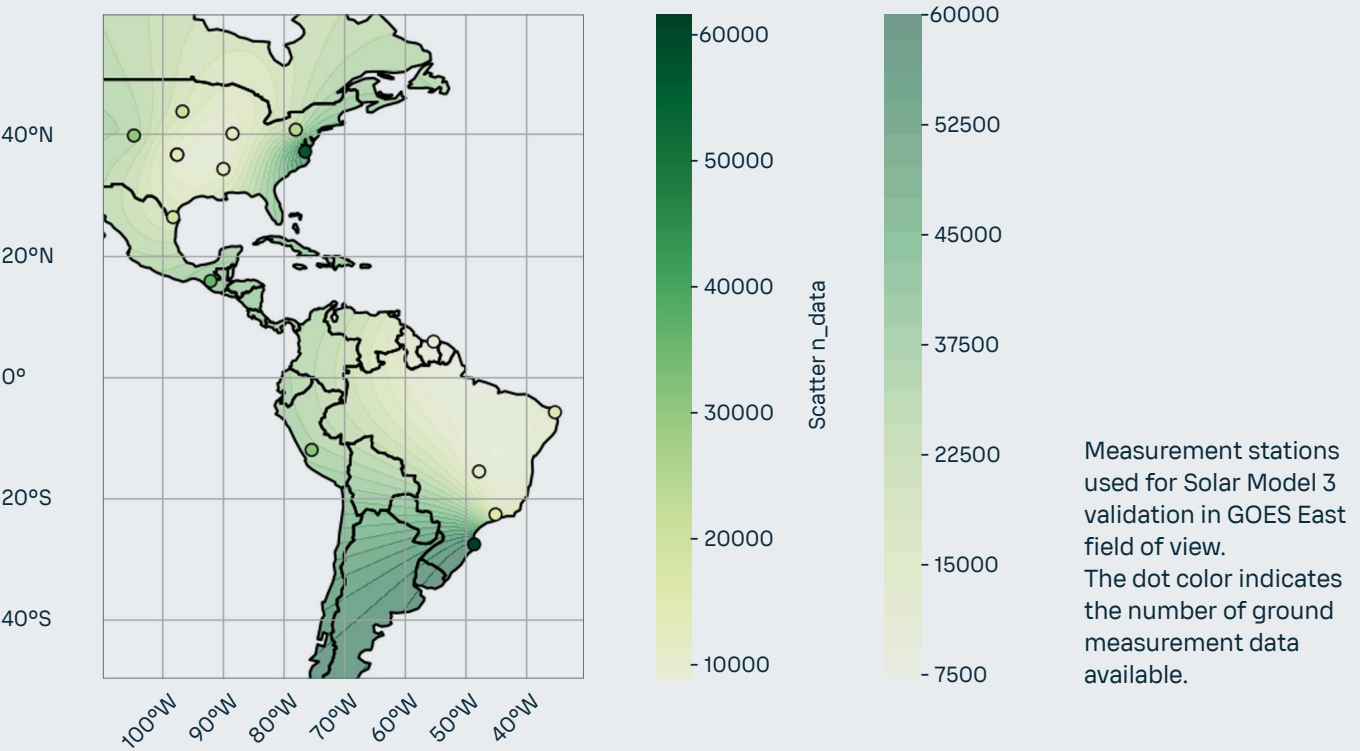 40°N
20°N
0°
20°S
40°S
100°W
90°W
80°W
70°W
60°W
50°W
40°W
60000
50000
40000
30000
20000
10000
Scatter n_data
60000
52500
45000
37500
22500
15000
7500
Measurement stations
used for Solar Model 3
validation in GOES East
field of view.
The dot color indicates
the number of ground
measurement data
available.